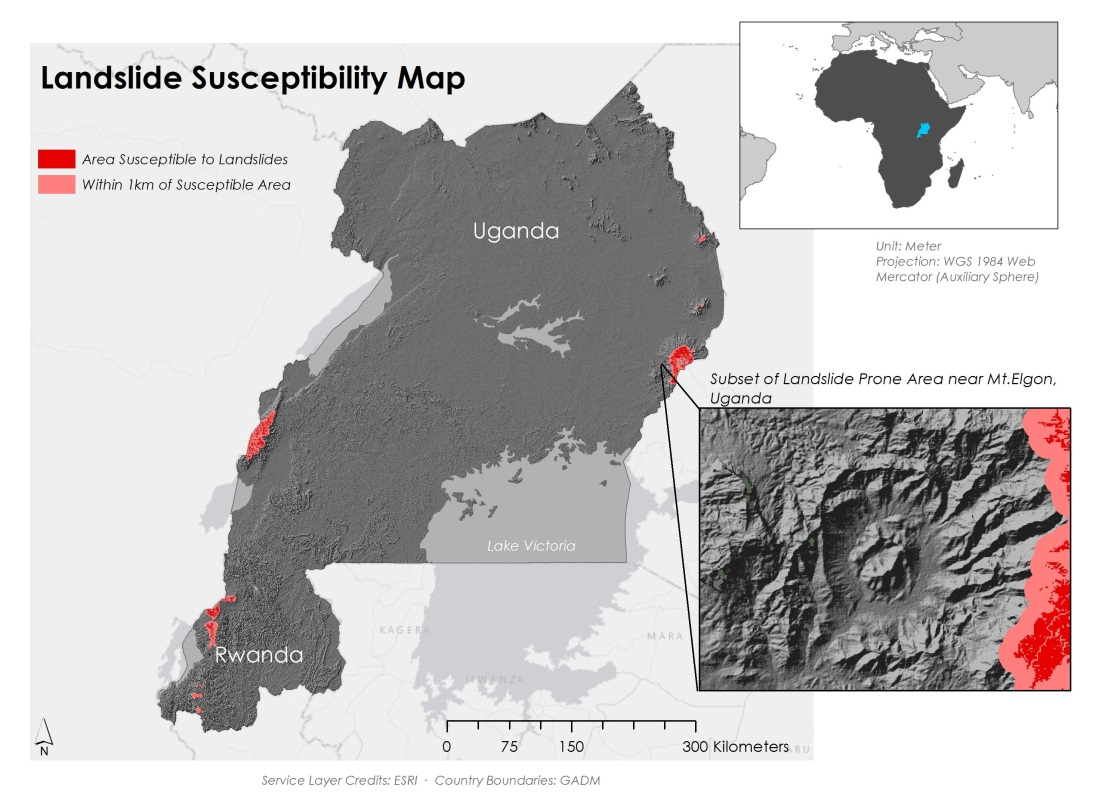 Landslide Susceptibility Map
Area Susceptible to Landslides
Within 1km of Susceptible Area
Uganda
Unit: Meter
Projection: WGS 1984 Web
Mercator (Auxiliary Sphere)
Subset of Landslide Prone Area near Mt.Elgon,
Uganda
Lake Victoria
KAGERA
MARA
Rwanda
MWANZA
N
0 75 150 300 Kilometers
Service Layer Credits: ESRI · Country Boundaries: GADM